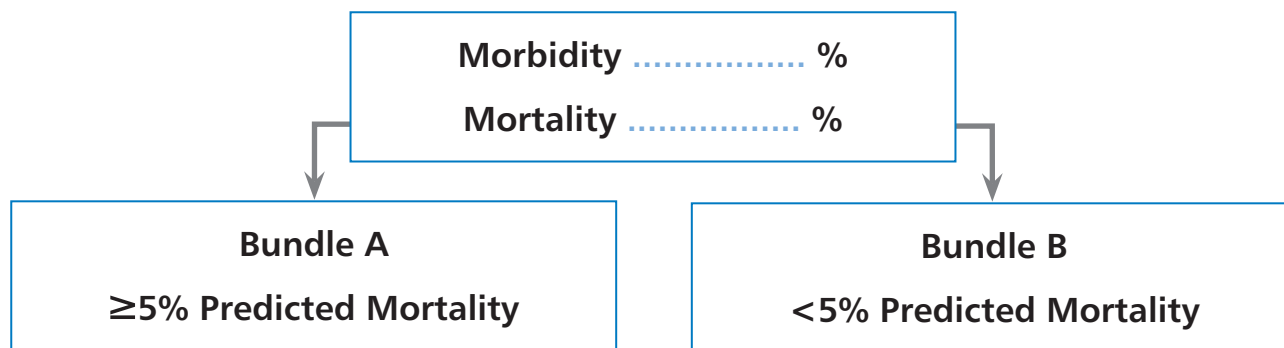 Morbidity ................. %
Mortality ................. %
Bundle A
≥5% Predicted Mortality
Bundle B
<5% Predicted Mortality